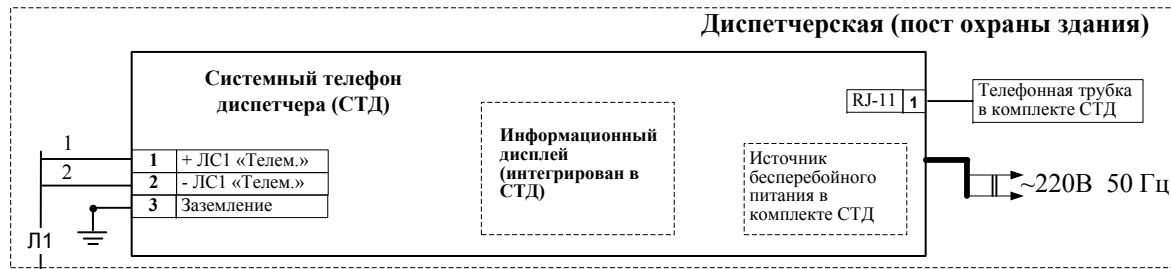 Диспетчерская (пост охраны здания)
Системный телефон
диспетчера (СТД)
RJ-11 1
Телефонная трубка
в комплекте СТД
Информационный
дисплей
(интегрирован в
СТД)
Источник
бесперебойного
питания в
комплекте СТД
~220В 50 Гц
1
2
1 + ЛС1 «Телем.»
2 - ЛС1 «Телем.»
3 Заземление
Л1